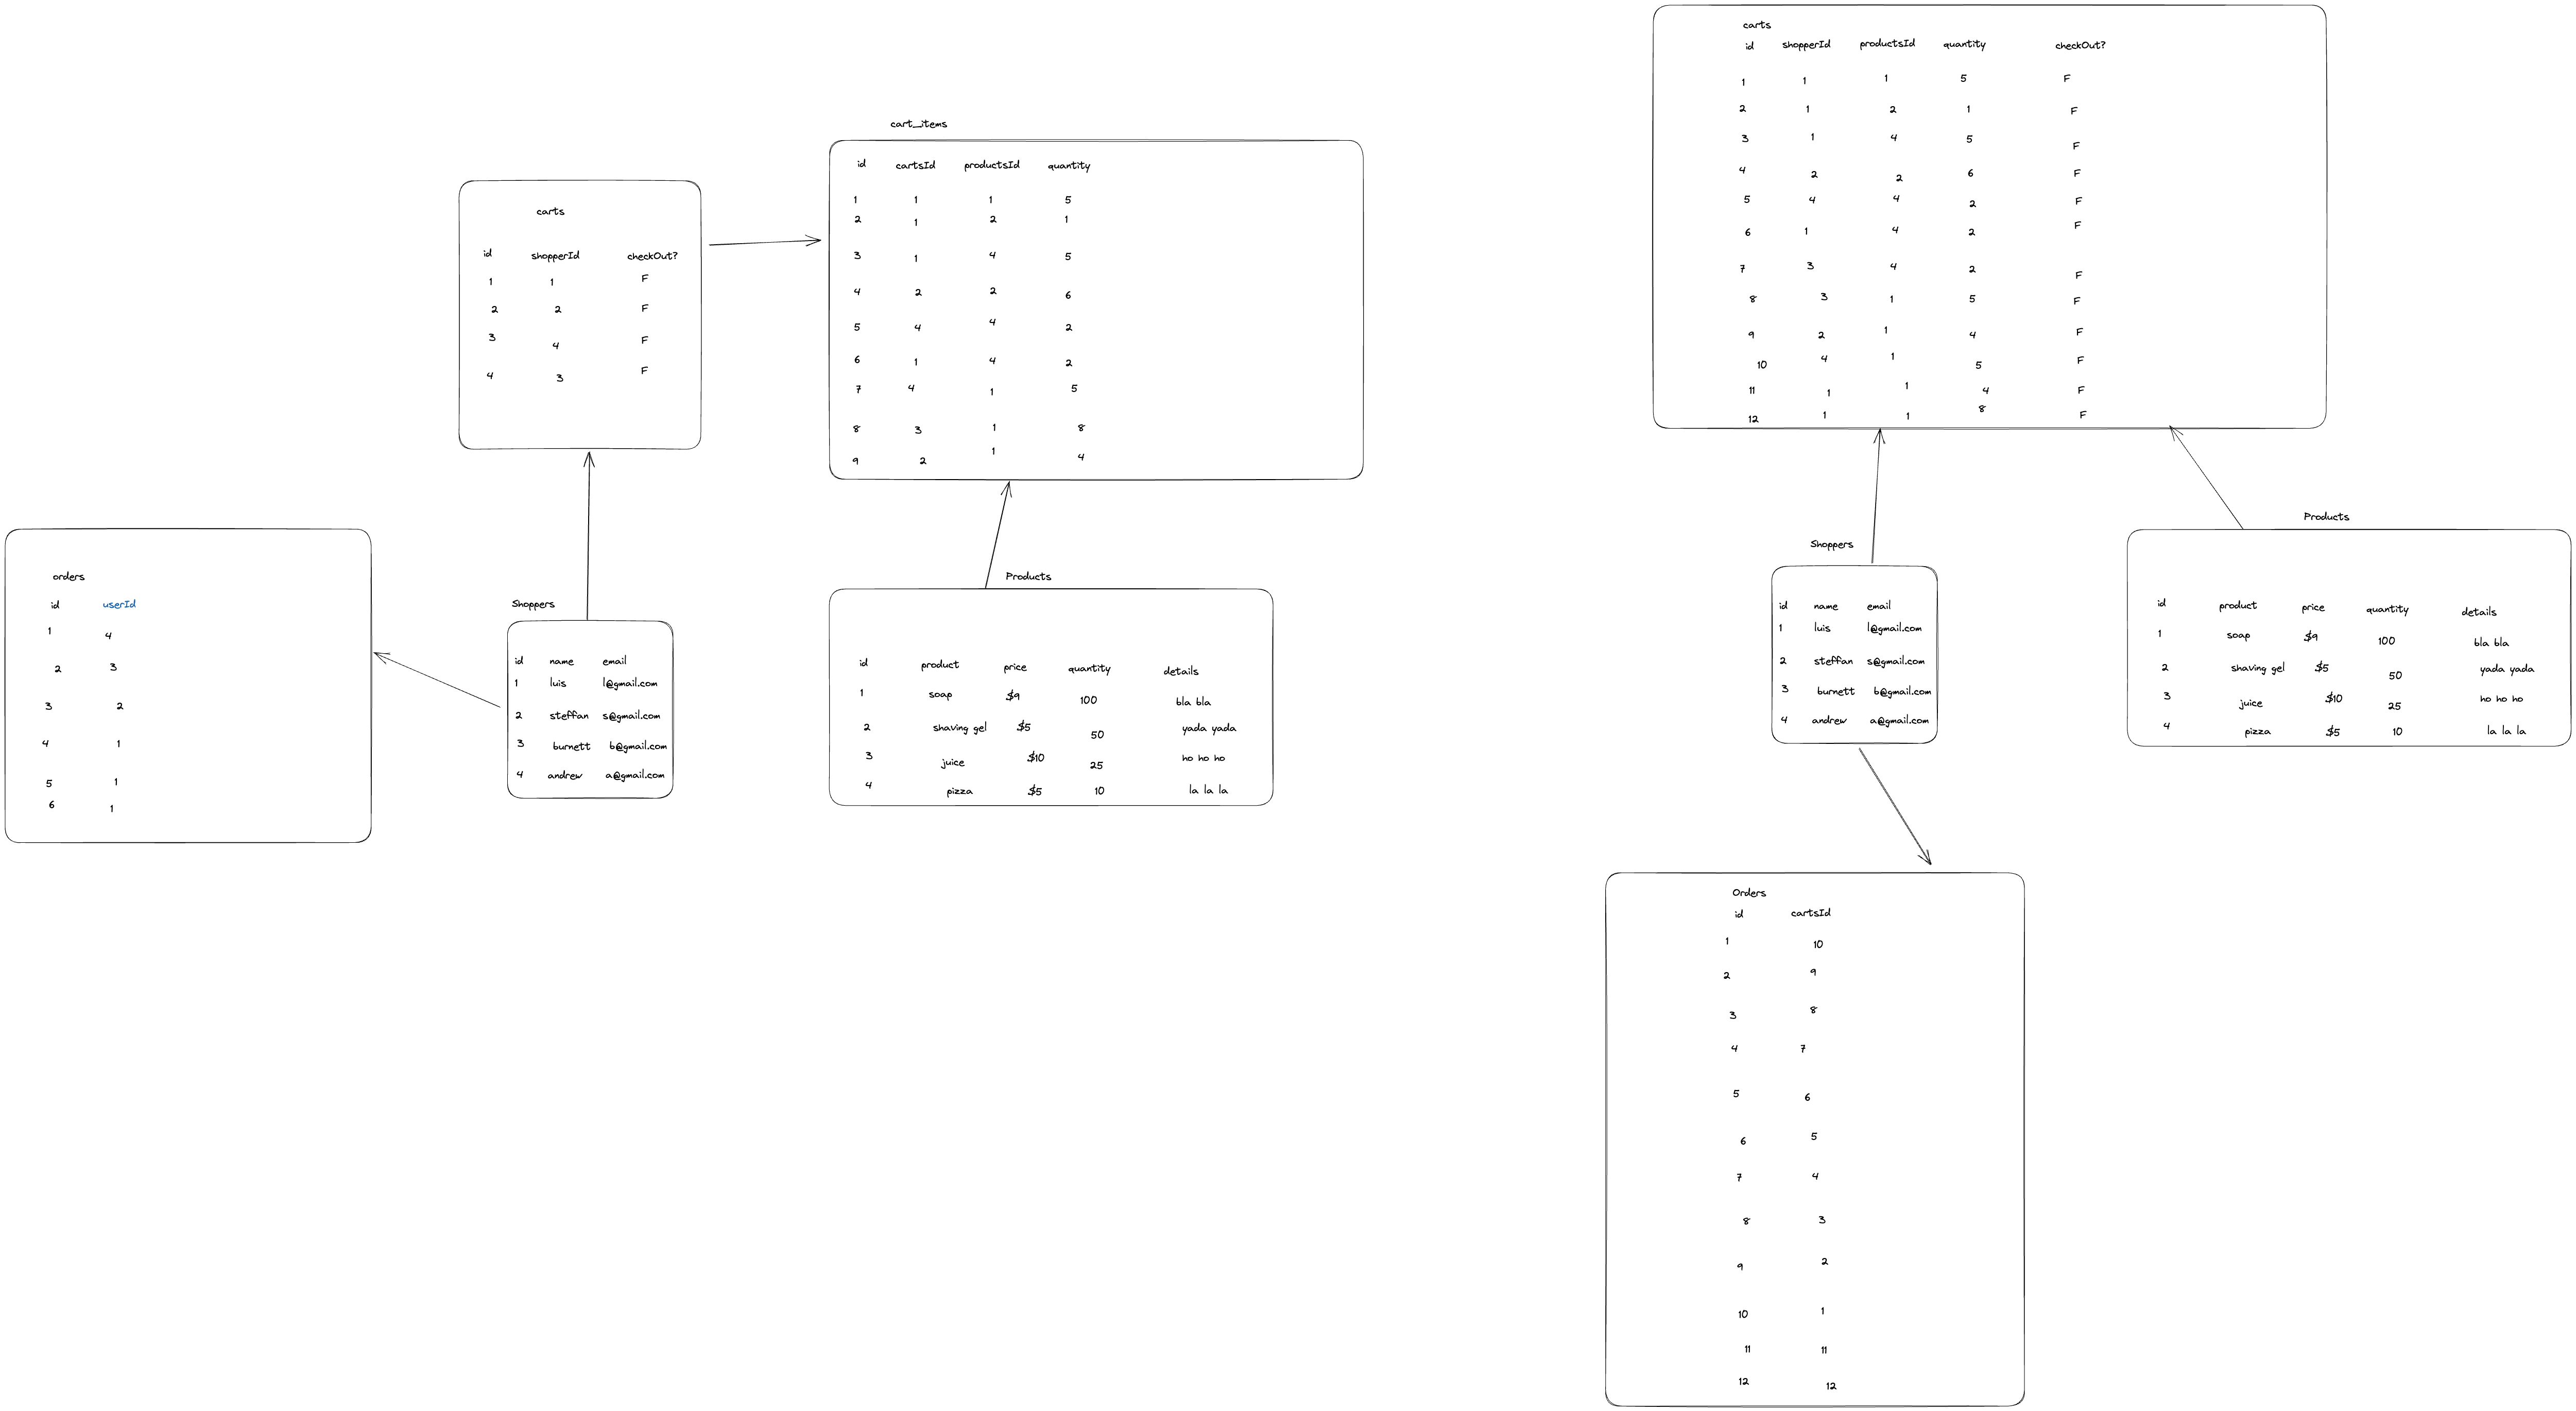 carts
id shopperId productsId quantity checkOut?
1 1 1 5 F
2 1 2 1 F
3 1 4 5 F
4 2 2 6 F
5 4 4 2 F
6 1 4 2 F
7 3 4 2 F
8 3 1 5 F
9 2 1 4 F
10 4 1 5 F
11 1 1 4 F
12 1 1 8 F
cart_items
id cartsId productsId quantity
1 1 1 5
2 1 2 1
3 1 4 5
4 2 2 6
5 4 4 2
6 1 4 2
7 4 1 5
8 3 1 8
9 2 1 4
carts
id shopperId checkOut?
1 1 F
2 2 F
3 4 F
4 3 F
orders
id userId
1 4
2 3
3 2
4 1
5 1
6 1
Shoppers
id name email
1 luis l@gmail.com
2 steffan s@gmail.com
3 burnett b@gmail.com
4 andrew a@gmail.com
Products
id product price quantity details
1 soap $9 100 bla bla
2 shaving gel $5 50 yada yada
3 juice $10 25 ho ho ho
4 pizza $5 10 la la la
Shoppers
id name email
1 luis l@gmail.com
2 steffan s@gmail.com
3 burnett b@gmail.com
4 andrew a@gmail.com
Products
id product price quantity details
1 soap $9 100 bla bla
2 shaving gel $5 50 yada yada
3 juice $10 25 ho ho ho
4 pizza $5 10 la la la
Orders
id cartsId
1 10
2 9
3 8
4 7
5 6
6 5
7 4
8 3
9 2
10 1
11 11
12 12